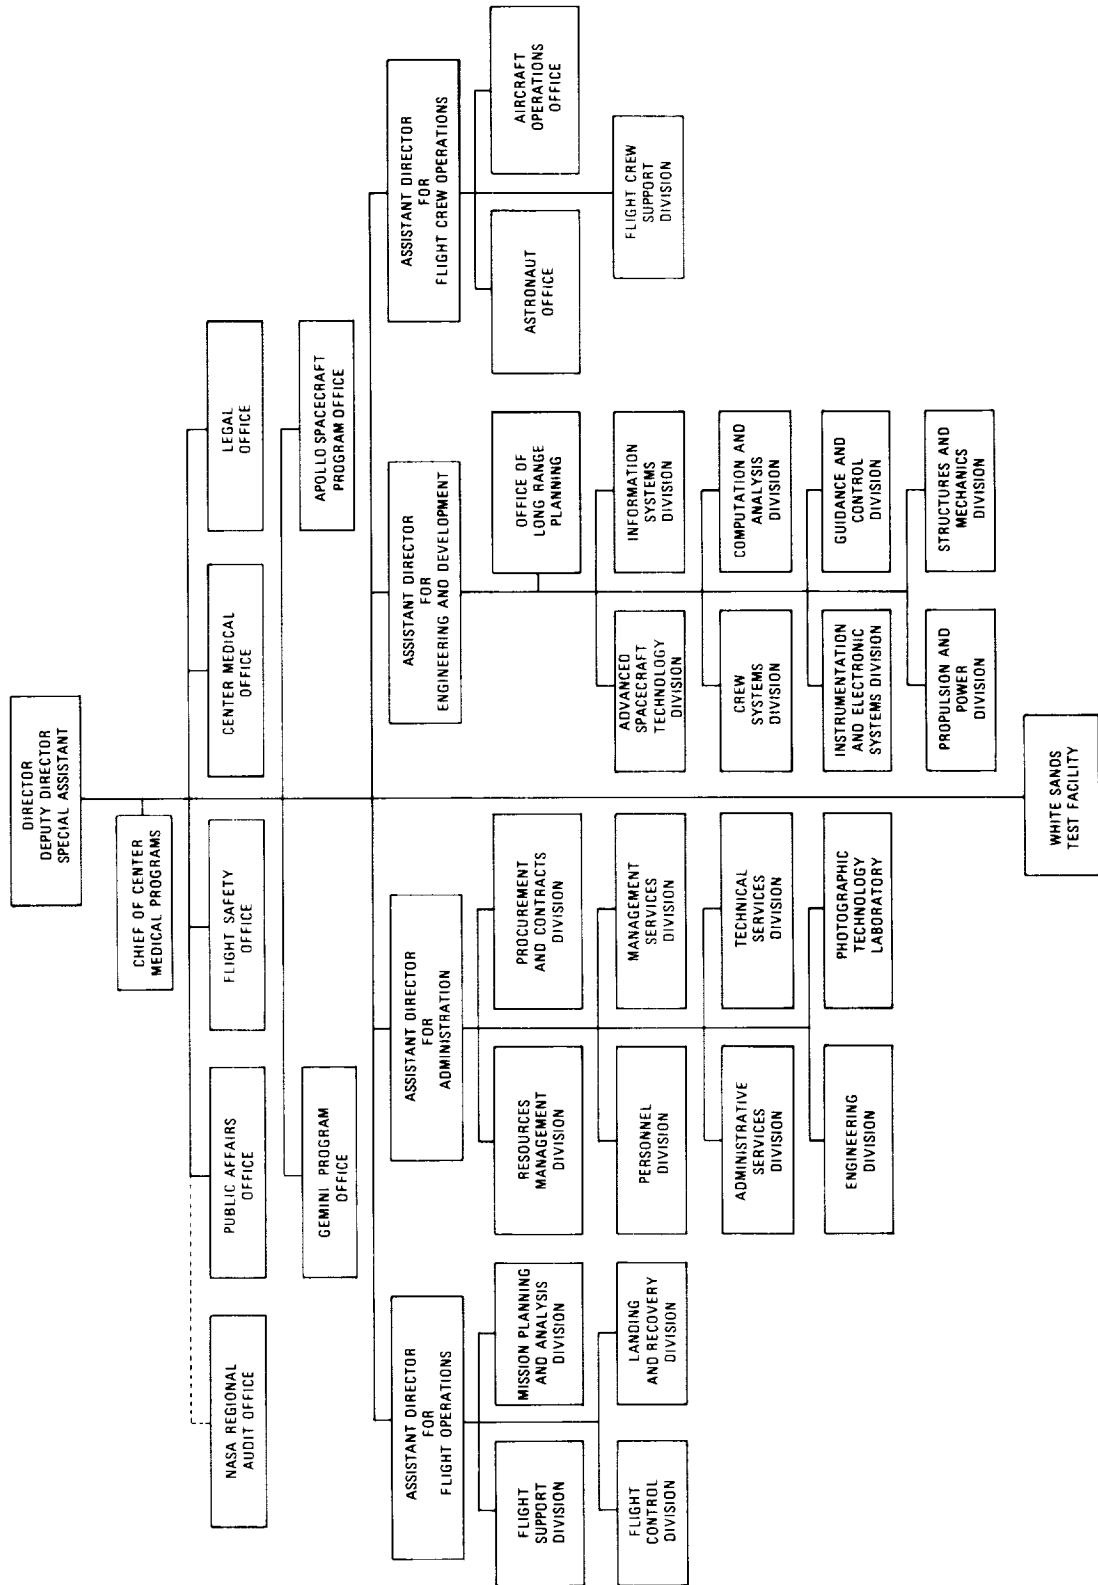 DIRECTOR
DEPUTY DIRECTOR
SPECIAL ASSISTANT
CHIEF OF CENTER
MEDICAL PROGRAMS
NASA REGIONAL
AUDIT OFFICE
PUBLIC AFFAIRS
OFFICE
FLIGHT SAFETY
OFFICE
CENTER MEDICAL
OFFICE
LEGAL
OFFICE
GEMINI PROGRAM
OFFICE
APOLLO SPACECRAFT
PROGRAM OFFICE
ASSISTANT DIRECTOR
FOR
FLIGHT OPERATIONS
FLIGHT
SUPPORT
DIVISION
MISSION PLANNING
AND ANALYSIS
DIVISION
FLIGHT
CONTROL
DIVISION
LANDING
AND RECOVERY
DIVISION
ASSISTANT DIRECTOR
FOR
ADMINISTRATION
RESOURCES
MANAGEMENT
DIVISION
PROCUREMENT
AND CONTRACTS
DIVISION
PERSONNEL
DIVISION
MANAGEMENT
SERVICES
DIVISION
ADMINISTRATIVE
SERVICES
DIVISION
TECHNICAL
SERVICES
DIVISION
ENGINEERING
DIVISION
PHOTOGRAPHIC
TECHNOLOGY
LABORATORY
ASSISTANT DIRECTOR
FOR
ENGINEERING AND DEVELOPMENT
OFFICE OF
LONG RANGE
PLANNING
ADVANCED
SPACECRAFT
TECHNOLOGY
DIVISION
INFORMATION
SYSTEMS
DIVISION
CREW
SYSTEMS
DIVISION
COMPUTATION AND
ANALYSIS
DIVISION
INSTRUMENTATION
AND ELECTRONIC
SYSTEMS DIVISION
GUIDANCE AND
CONTROL
DIVISION
PROPULSION AND
POWER
DIVISION
STRUCTURES AND
MECHANICS
DIVISION
ASSISTANT DIRECTOR
FOR
FLIGHT CREW OPERATIONS
ASTRONAUT
OFFICE
AIRCRAFT
OPERATIONS
OFFICE
FLIGHT CREW
SUPPORT
DIVISION
WHITE SANDS
TEST FACILITY